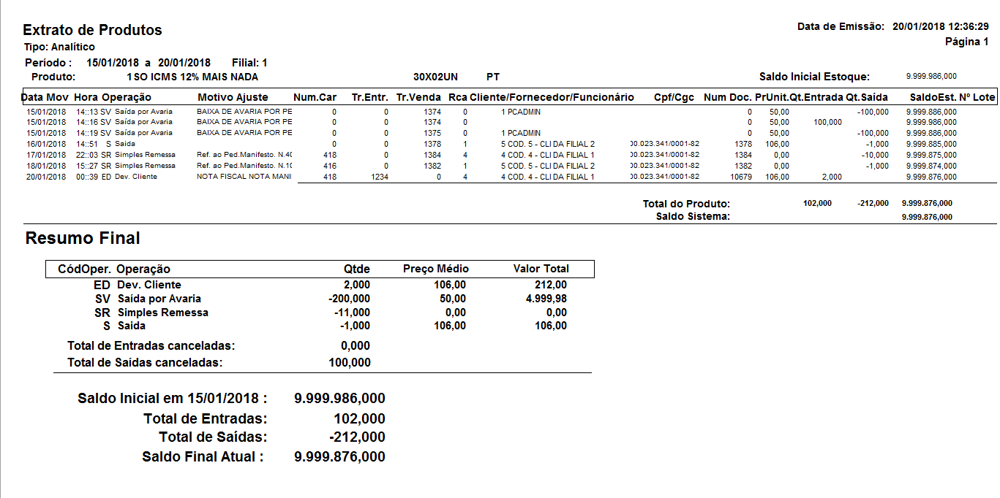 Extrato de Produtos
Data de Emissão: 20/01/2018 12:36:29
Tipo: Analítico
Página 1
Período : 15/01/2018 a 20/01/2018 Filial: 1
Produto: 1 SO ICMS 12% MAIS NADA 30X02UN PT Saldo Inicial Estoque: 9.999.986,000
Data Mov Hora Operação Motivo Ajuste Num.Car Tr.Entr. Tr.Venda Rca Cliente/Fornecedor/Funcionário Cpf/Cgc Num Doc. PrUnit. Qt.Entrada Qt.Saída SaldoEst. Nº Lote
15/01/2018 14::13 SV Saída por Avaria BAIXA DE AVARIA POR PE 0 0 1374 0 1 PCADMIN 0 50,00 -100,000 9.999.886,000
15/01/2018 14::16 SV Saída por Avaria BAIXA DE AVARIA POR PE 0 0 1374 0 0 50,00 100,000 9.999.986,000
15/01/2018 14::19 SV Saída por Avaria BAIXA DE AVARIA POR PE 0 0 1375 0 1 PCADMIN 0 50,00 -100,000 9.999.886,000
16/01/2018 14::51 S Saida 0 0 1378 1 5 COD. 5 - CLI DA FILIAL 2 00.023.341/0001-82 1378 106,00 -1,000 9.999.885,000
17/01/2018 22::03 SR Simples Remessa Ref. ao Ped.Manifesto. N.40 418 0 1384 4 4 COD. 4 - CLI DA FILIAL 1 00.023.341/0001-82 1384 0,00 -10,000 9.999.875,000
18/01/2018 15::27 SR Simples Remessa Ref. ao Ped.Manifesto. N.10 416 0 1382 1 5 COD. 5 - CLI DA FILIAL 2 00.023.341/0001-82 1382 0,00 -1,000 9.999.874,000
20/01/2018 00::39 ED Dev. Cliente NOTA FISCAL NOTA MANI 418 1234 0 4 4 COD. 4 - CLI DA FILIAL 1 00.023.341/0001-82 10679 106,00 2,000 9.999.876,000
Total do Produto: 102,000 -212,000 9.999.876,000
Saldo Sistema: 9.999.876,000
Resumo Final
CódOper. Operação Qtde Preço Médio Valor Total
ED Dev. Cliente 2,000 106,00 212,00
SV Saída por Avaria -200,000 50,00 4.999,98
SR Simples Remessa -11,000 0,00 0,00
S Saida -1,000 106,00 106,00
Total de Entradas canceladas: 0,000
Total de Saídas canceladas: 100,000
Saldo Inicial em 15/01/2018 : 9.999.986,000
Total de Entradas: 102,000
Total de Saídas: -212,000
Saldo Final Atual : 9.999.876,000